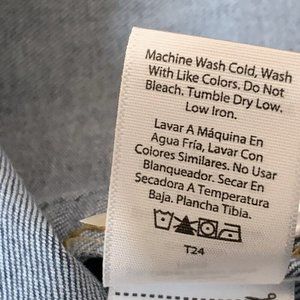 Machine Wash Cold, Wash
With Like Colors, Do Not
Bleach. Tumble Dry Low.
Low Iron.
Lavar A Máquina En
Agua Fría, Lavar Con
Colores Similares. No Usar
Blanqueador. Secar En
Secadora A Temperatura
Baja, Plancha Tibia.
T24